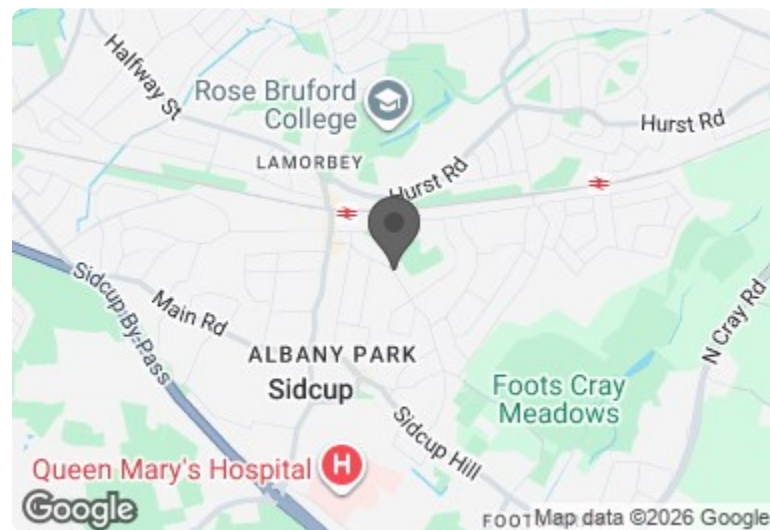 Halfway St
Rose Bruford
College
Hurst Rd
LAMORBEY
Hurst Rd
Sidcup By-Pass
Main Rd
N Cray Rd
ALBANY PARK
Sidcup
Foots Cray
Meadows
Sidcup Hill
Queen Mary's Hospital
H
Google
FOOT
Map data ©2026 Google